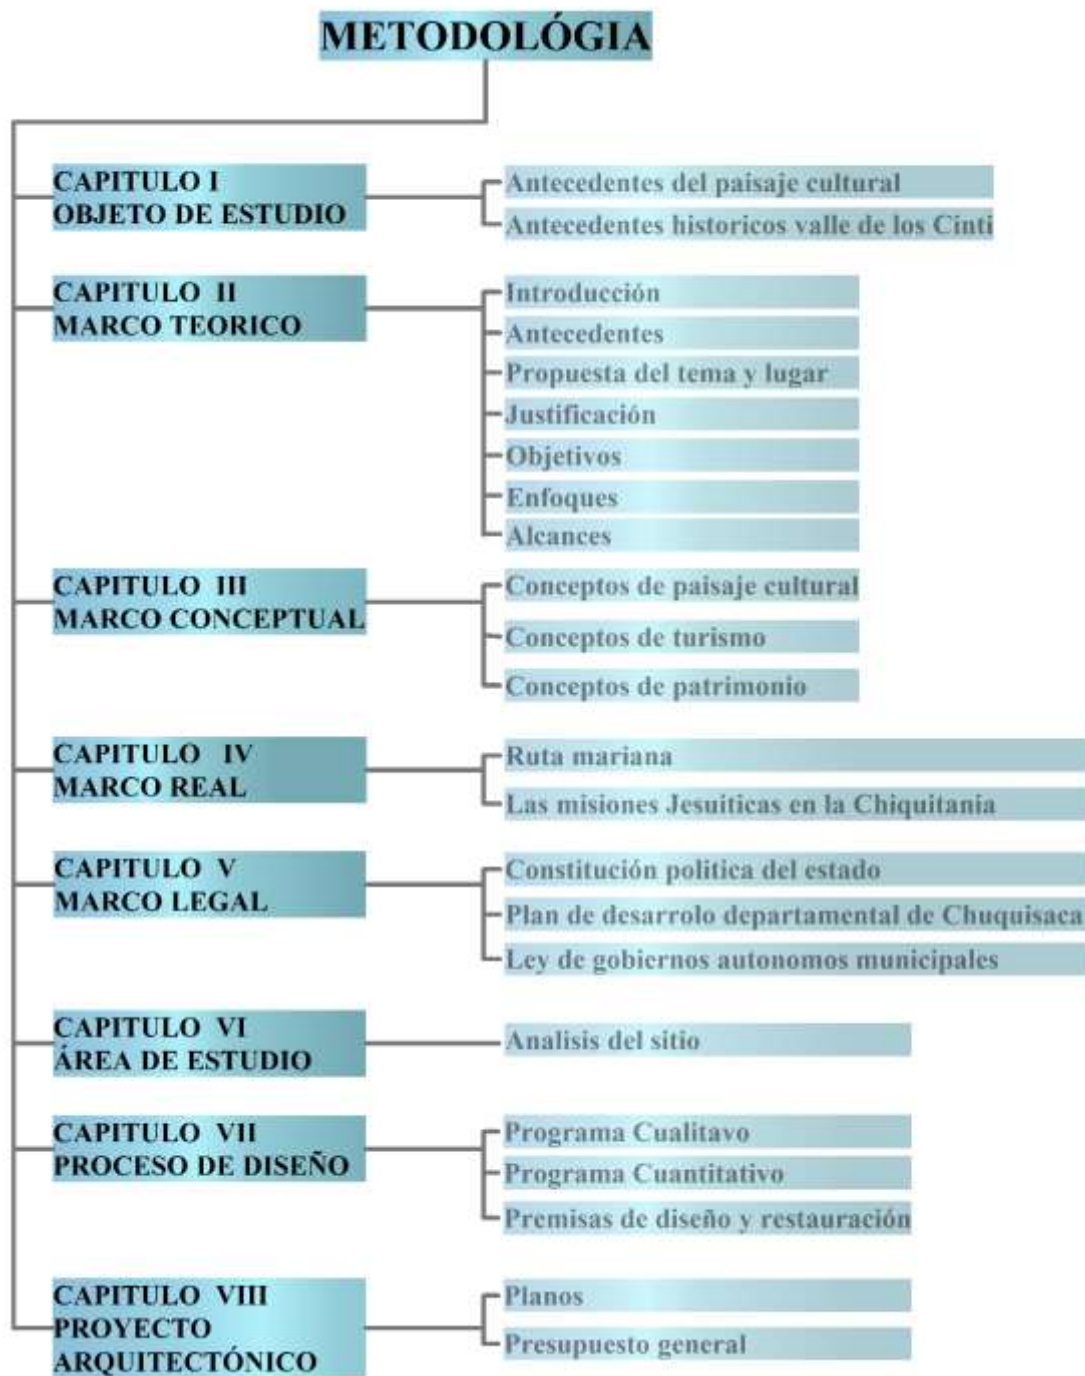 METODOLÓGIA
CAPITULO I
OBJETO DE ESTUDIO
Antecedentes del paisaje cultural
Antecedentes historicos valle de los Cinti
CAPITULO II
MARCO TEORICO
Introducción
Antecedentes
Propuesta del tema y lugar
Justificación
Objetivos
Enfoques
Alcances
CAPITULO III
MARCO CONCEPTUAL
Conceptos de paisaje cultural
Conceptos de turismo
Conceptos de patrimonio
CAPITULO IV
MARCO REAL
Ruta mariana
Las misiones Jesuiticas en la Chiquitania
CAPITULO V
MARCO LEGAL
Constitución politica del estado
Plan de desarrolo departamental de Chuquisaca
Ley de gobiernos autonomos municipales
CAPITULO VI
ÁREA DE ESTUDIO
Analisis del sitio
CAPITULO VII
PROCESO DE DISEÑO
Programa Cualitavo
Programa Cuantitativo
Premisas de diseño y restauración
CAPITULO VIII
PROYECTO
ARQUITECTÓNICO
Planos
Presupuesto general